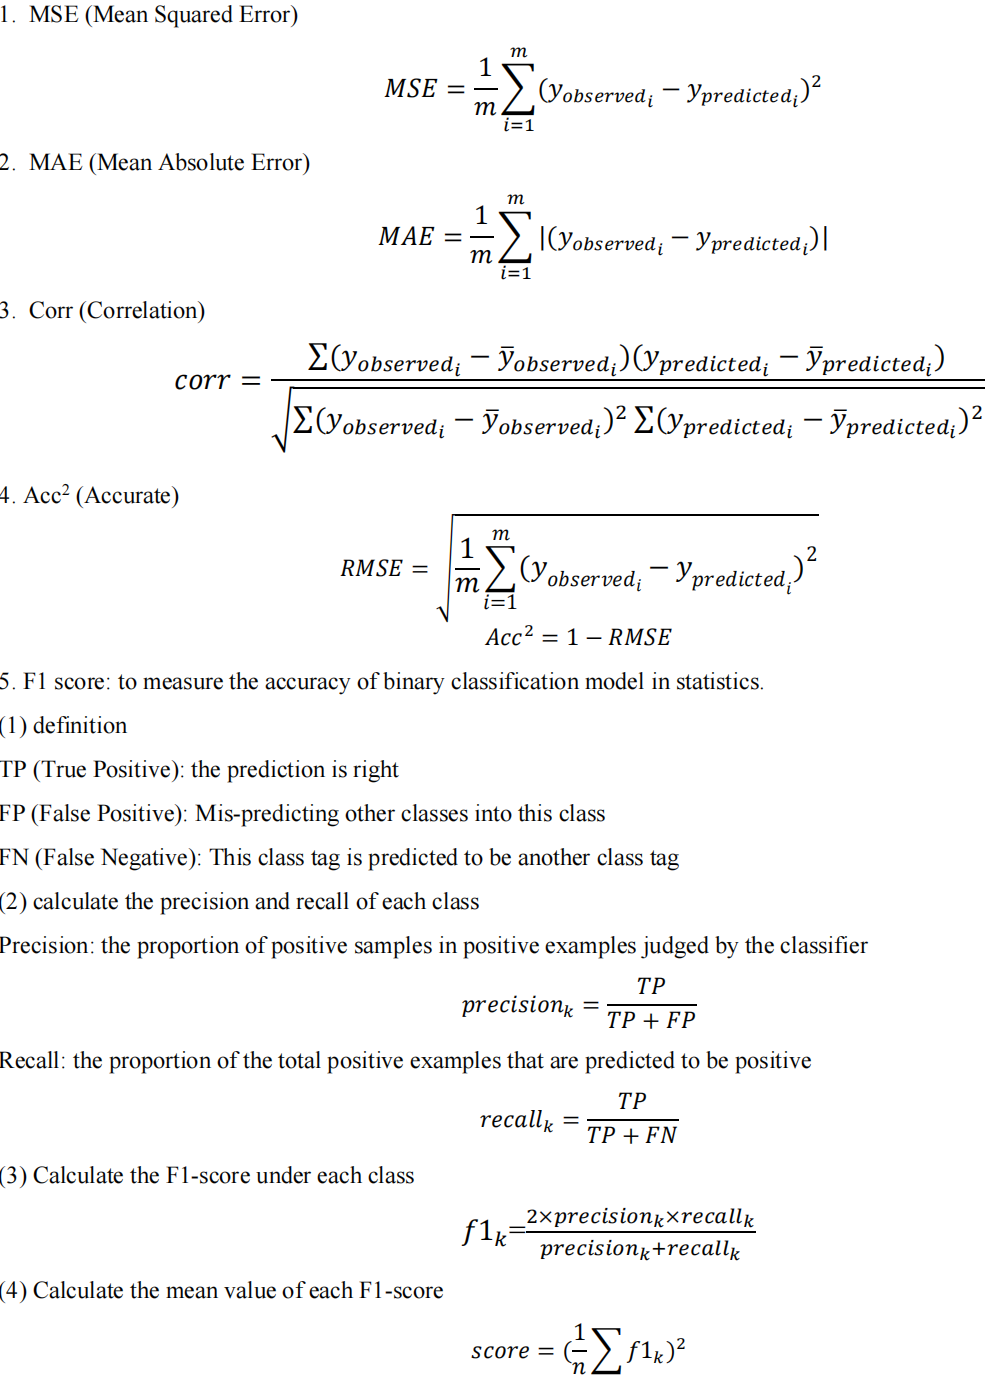 1. MSE (Mean Squared Error)
MSE = \frac{1}{m}\sum_{i=1}^{m}(y_{observed_i} − y_{predicted_i})^2
2. MAE (Mean Absolute Error)
MAE = \frac{1}{m}\sum_{i=1}^{m}|(y_{observed_i} − y_{predicted_i})|
3. Corr (Correlation)
corr = \frac{\sum(y_{observed_i} − \bar{y}_{observed_i})(y_{predicted_i} − \bar{y}_{predicted_i})}{\sqrt{\sum(y_{observed_i} − \bar{y}_{observed_i})^2 \sum(y_{predicted_i} − \bar{y}_{predicted_i})^2}}
4. Acc² (Accurate)
RMSE = \sqrt{\frac{1}{m}\sum_{i=1}^{m}(y_{observed_i} − y_{predicted_i})^2}
Acc² = 1 − RMSE
5. F1 score: to measure the accuracy of binary classification model in statistics.
(1) definition
TP (True Positive): the prediction is right
FP (False Positive): Mis-predicting other classes into this class
FN (False Negative): This class tag is predicted to be another class tag
(2) calculate the precision and recall of each class
Precision: the proportion of positive samples in positive examples judged by the classifier
precision_k = \frac{TP}{TP + FP}
Recall: the proportion of the total positive examples that are predicted to be positive
recall_k = \frac{TP}{TP + FN}
(3) Calculate the F1-score under each class
f1_k = \frac{2×precision_k×recall_k}{precision_k+recall_k}
(4) Calculate the mean value of each F1-score
score = (\frac{1}{n}\sum f1_k)^2